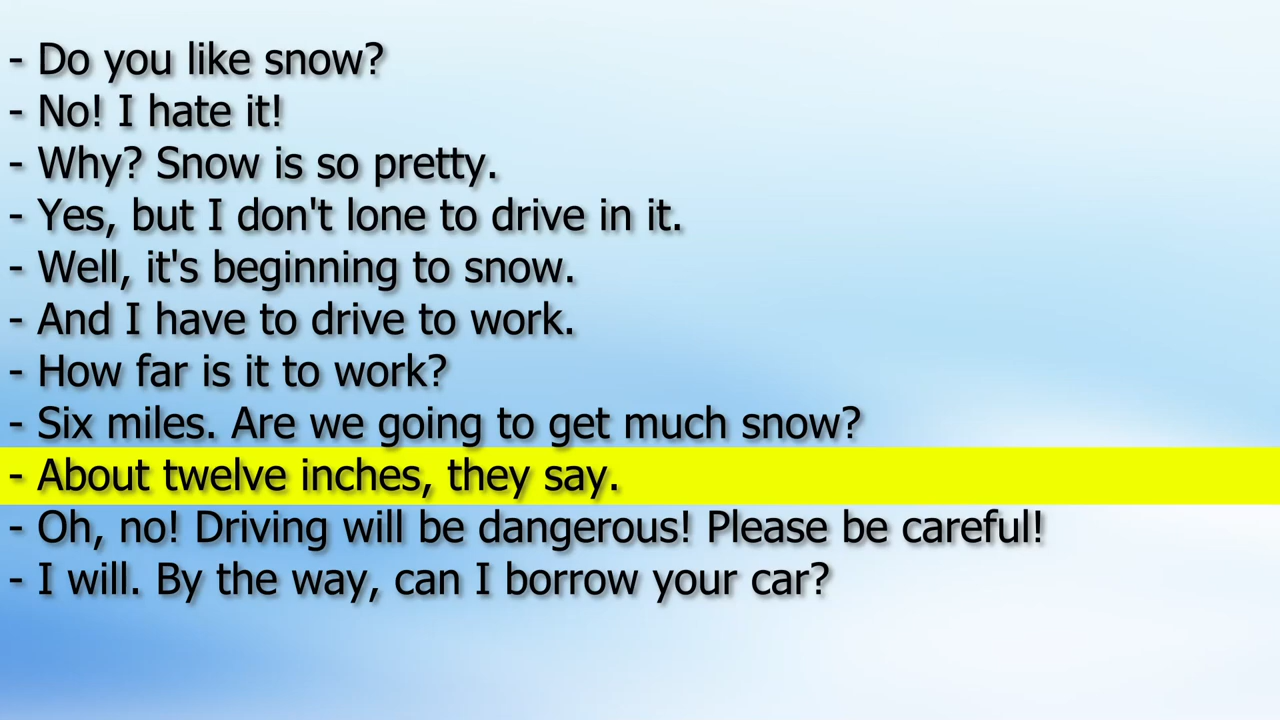 - Do you like snow?
- No! I hate it!
- Why? Snow is so pretty.
- Yes, but I don't lone to drive in it.
- Well, it's beginning to snow.
- And I have to drive to work.
- How far is it to work?
- Six miles. Are we going to get much snow?
- About twelve inches, they say.
- Oh, no! Driving will be dangerous! Please be careful!
- I will. By the way, can I borrow your car?